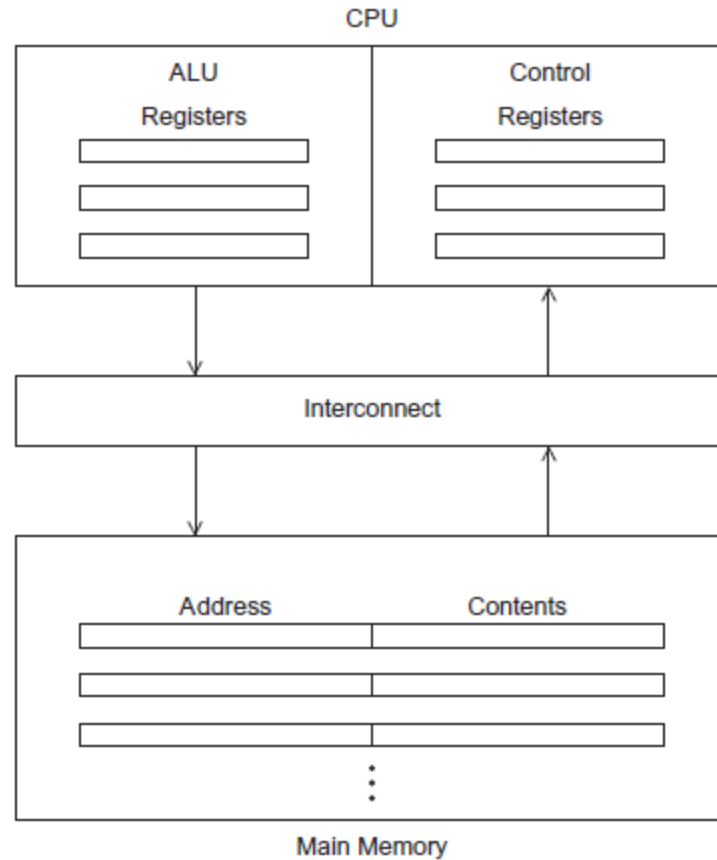 CPU
ALU
Control
Registers
Registers
Interconnect
Address
Contents
Main Memory